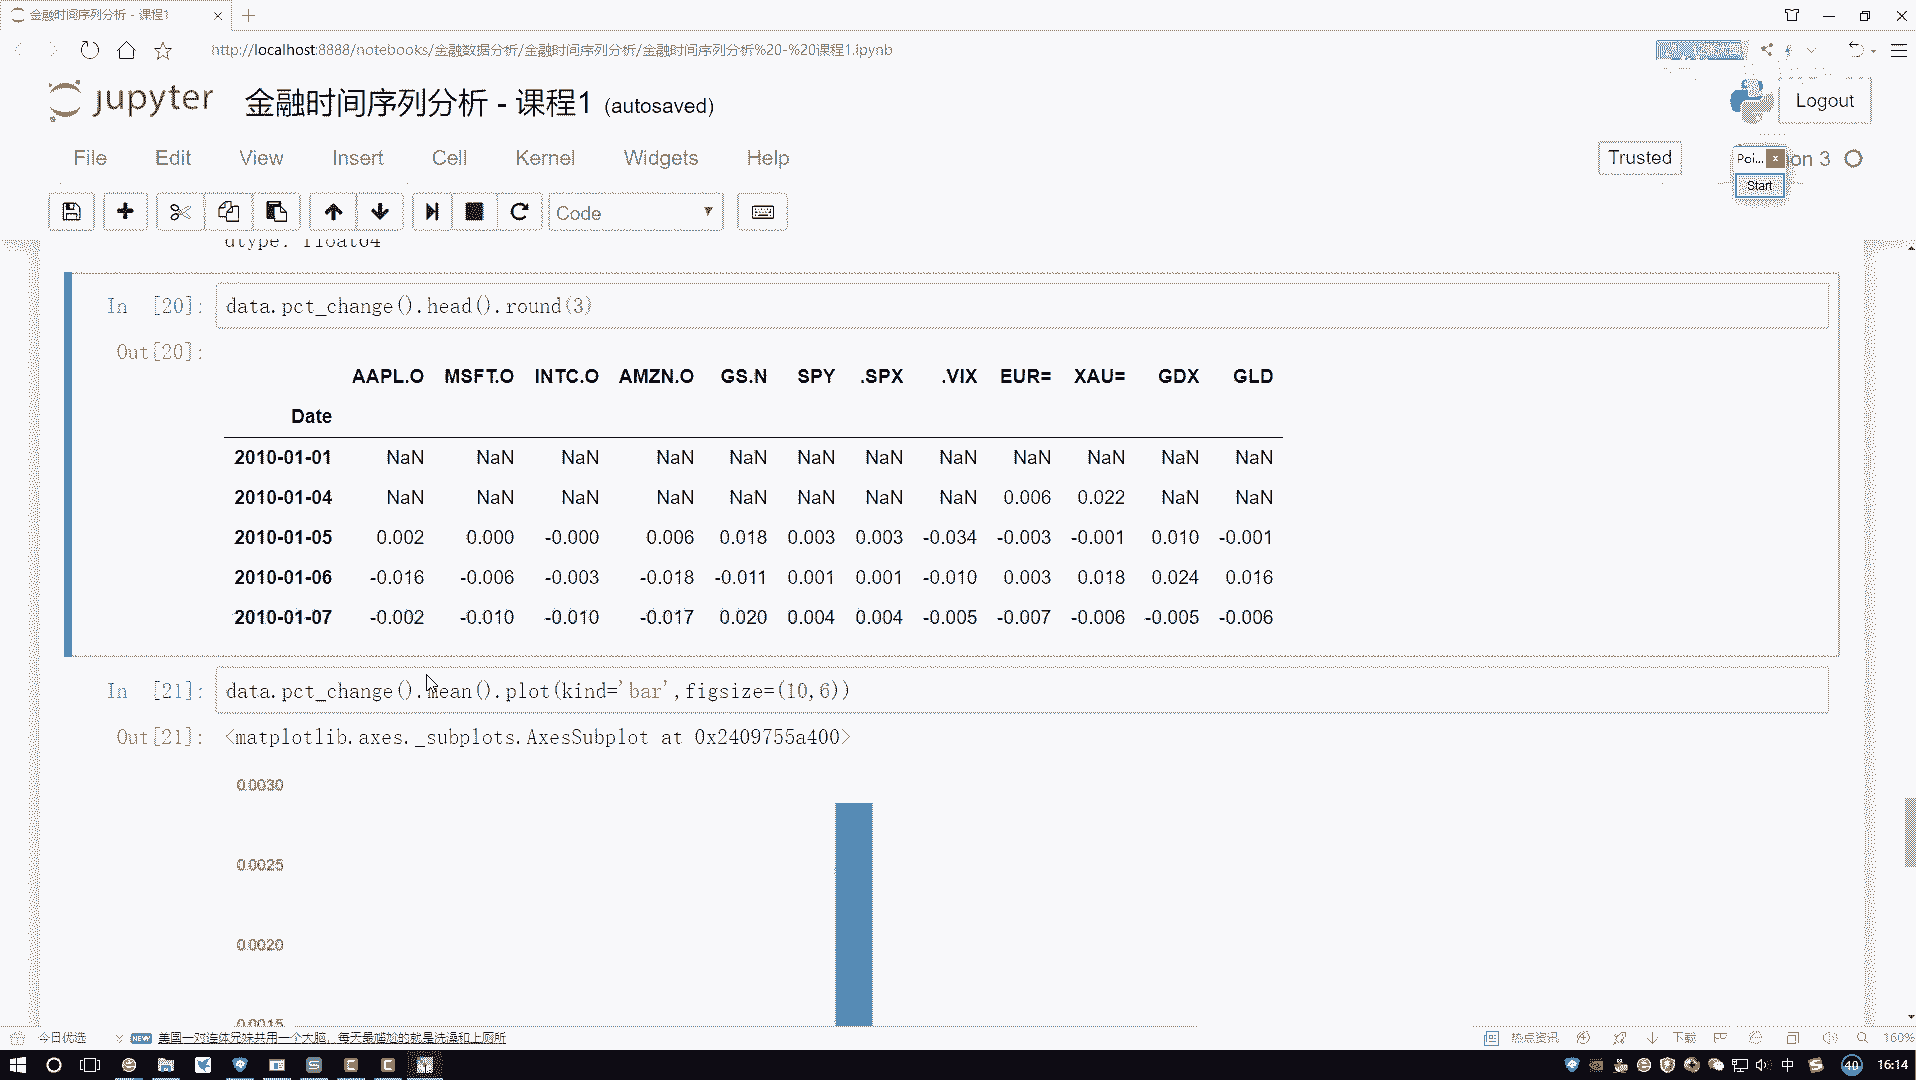 金融时间序列分析 - 课程1
http://localhost:8888/notebooks/金融数据分析/金融时间序列分析/金融时间序列分析%20-%20课程1.ipynb
jupyter 金融时间序列分析 - 课程1 (autosaved) Logout
File Edit View Insert Cell Kernel Widgets Help Trusted on 3
Poi... x
Start
Code
dtype: float64
In [20]: data.pct_change().head().round(3)
Out[20]:
AAPL.O MSFT.O INTC.O AMZN.O GS.N SPY .SPX .VIX EUR= XAU= GDX GLD
Date
2010-01-01 NaN NaN NaN NaN NaN NaN NaN NaN NaN NaN NaN NaN
2010-01-04 NaN NaN NaN NaN NaN NaN NaN NaN 0.006 0.022 NaN NaN
2010-01-05 0.002 0.000 -0.000 0.006 0.018 0.003 0.003 -0.034 -0.003 -0.001 0.010 -0.001
2010-01-06 -0.016 -0.006 -0.003 -0.018 -0.011 0.001 0.001 -0.010 0.003 0.018 0.024 0.016
2010-01-07 -0.002 -0.010 -0.010 -0.017 0.020 0.004 0.004 -0.005 -0.007 -0.006 -0.005 -0.006
In [21]: data.pct_change().mean().plot(kind='bar',figsize=(10,6))
Out[21]: <matplotlib.axes._subplots.AxesSubplot at 0x2409755a400>
0.0030
0.0025
0.0020
0.0015
今日优选 NEW 美国一对连体兄妹共用一个大脑，每天最尴尬的就是洗澡和上厕所 热点资讯 下载 160%
中 40 16:14